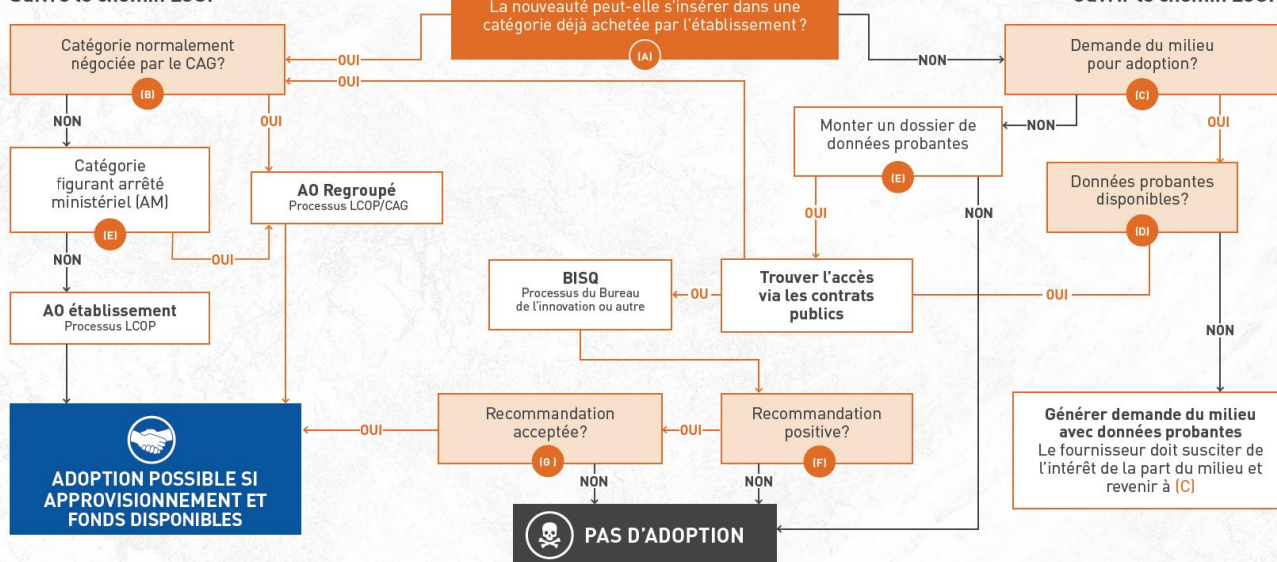 La nouveauté peut-elle s'insérer dans une
catégorie déjà achetée par l'établissement ?
(A)
Catégorie normalement
négociée par le CAG?
(B)
OUI
OUI
NON
Demande du milieu
pour adoption?
(C)
NON
OUI
Monter un dossier de
données probantes
(E)
NON
OUI
Catégorie
figurant arrêté
ministériel (AM)
(E)
AO Regroupé
Processus LCOP/CAG
OUI
NON
Données probantes
disponibles?
(D)
NON
OUI
AO établissement
Processus LCOP
BISQ
Processus du Bureau
de l'innovation ou autre
OU
Trouver l'accès
via les contrats
publics
OUI
NON
ADOPTION POSSIBLE SI
APPROVISIONNEMENT ET
FONDS DISPONIBLES
OUI
Recommandation
acceptée?
(G)
OUI
Recommandation
positive?
(F)
NON
NON
Générer demande du milieu
avec données probantes
Le fournisseur doit susciter de
l'intérêt de la part du milieu et
revenir à (C)
PAS D'ADOPTION